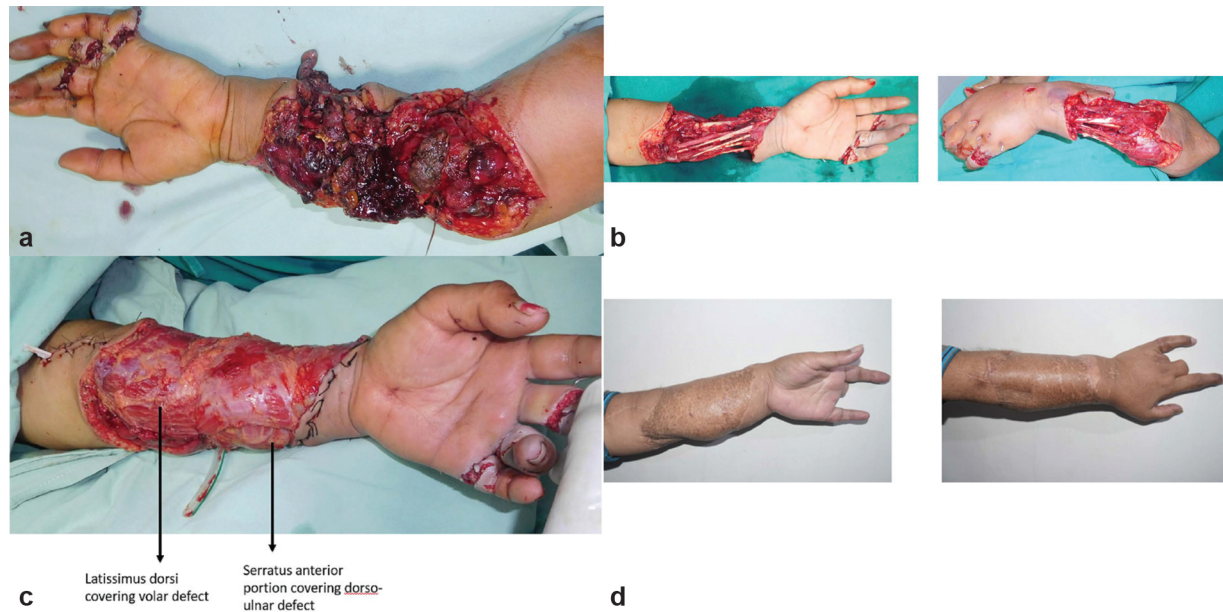 a
b
Latissimus dorsi
covering volar defect
Serratus anterior
portion covering dorso-
ulnar defect
c
d